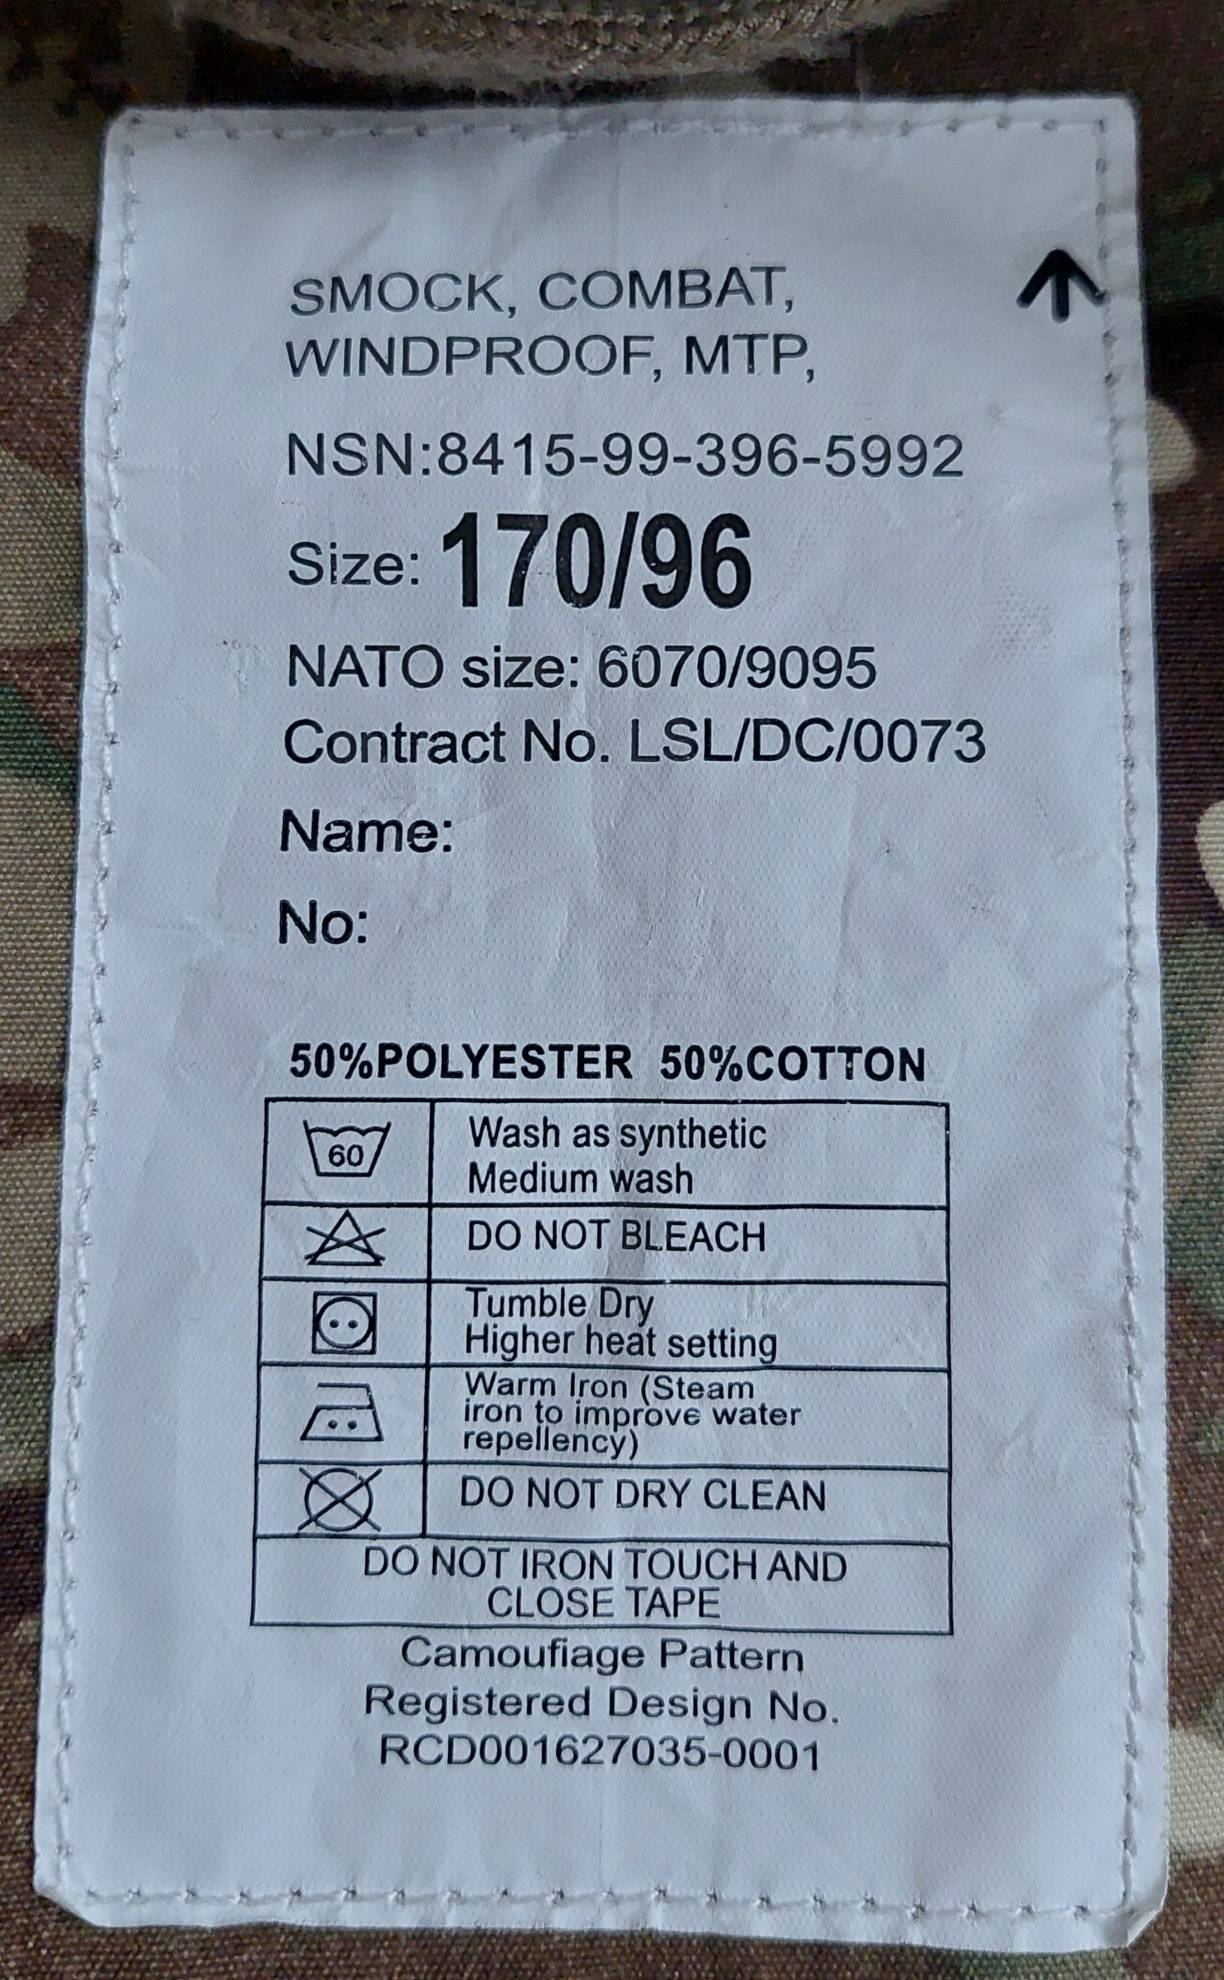 SMOCK, COMBAT,
WINDPROOF, MTP,
NSN:8415-99-396-5992
Size: 170/96
NATO size: 6070/9095
Contract No. LSL/DC/0073
Name:
No:
50%POLYESTER 50%COTTON
60
Wash as synthetic
Medium wash
DO NOT BLEACH
Tumble Dry
Higher heat setting
Warm Iron (Steam
iron to improve water
repellency)
DO NOT DRY CLEAN
DO NOT IRON TOUCH AND
CLOSE TAPE
Camoufiage Pattern
Registered Design No.
RCD001627035-0001